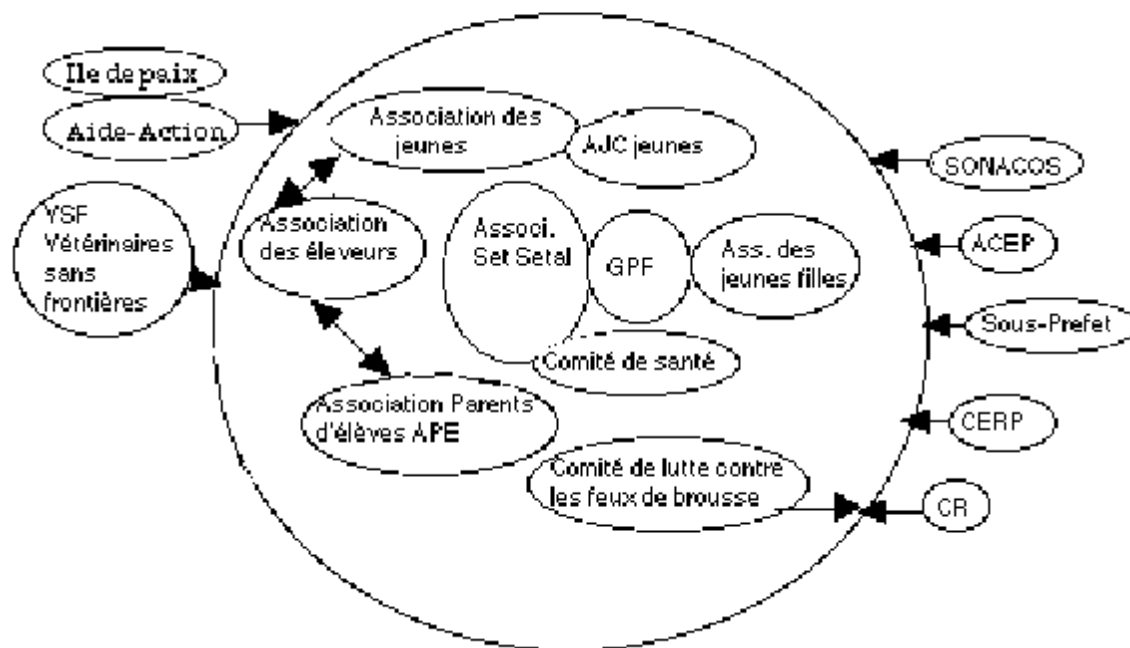 Ile de paix
Aide-Action
VSF
Vétérinaires
sans
frontières
Association des
jeunes
AJC jeunes
Association
des éleveurs
Associ.
Set Setal
GPF
Ass. des
jeunes filles
Comité de santé
Association Parents
d'élèves APE
Comité de lutte contre
les feux de brousse
SONACOS
ACEP
Sous-Prefet
CERP
CR